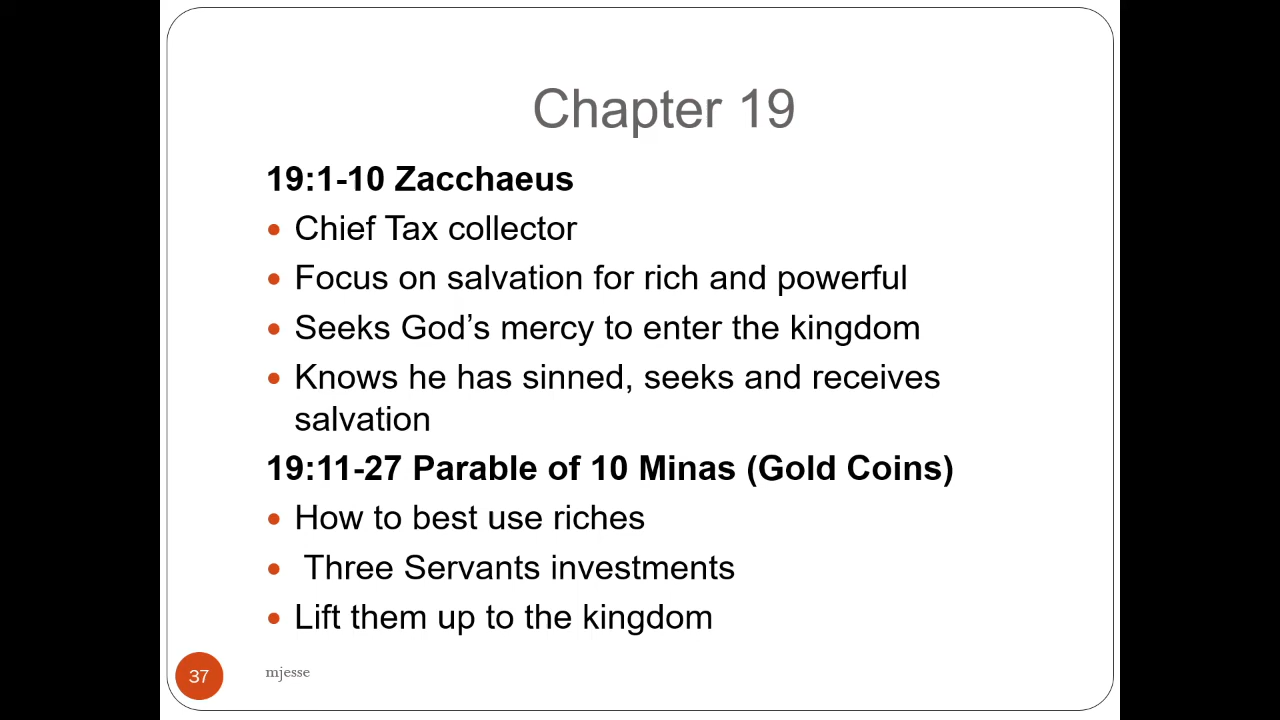 Chapter 19
19:1-10 Zacchaeus
• Chief Tax collector
• Focus on salvation for rich and powerful
• Seeks God’s mercy to enter the kingdom
• Knows he has sinned, seeks and receives
salvation
19:11-27 Parable of 10 Minas (Gold Coins)
• How to best use riches
• Three Servants investments
• Lift them up to the kingdom
37
mjesse